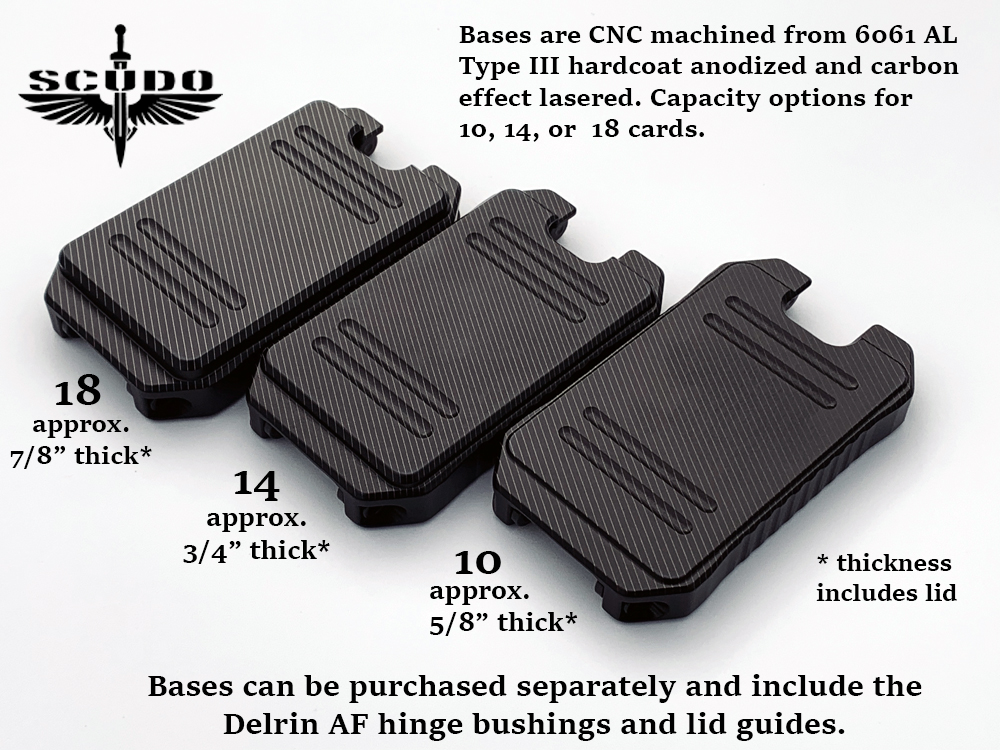 SCUDO
Bases are CNC machined from 6061 AL
Type III hardcoat anodized and carbon
effect lasered. Capacity options for
10, 14, or 18 cards.
18
approx.
7/8” thick*
14
approx.
3/4” thick*
10
approx.
5/8” thick*
* thickness
includes lid
Bases can be purchased separately and include the
Delrin AF hinge bushings and lid guides.